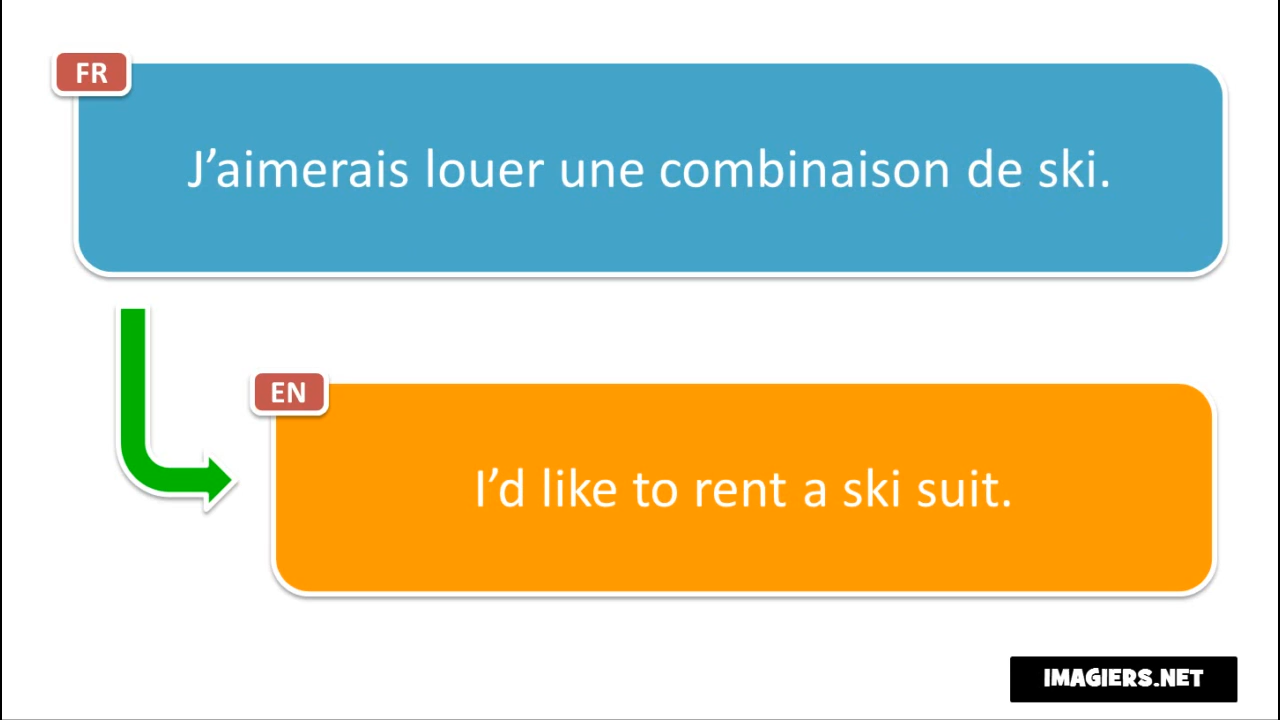 FR
J’aimerais louer une combinaison de ski.
EN
I’d like to rent a ski suit.
IMAGIERS.NET